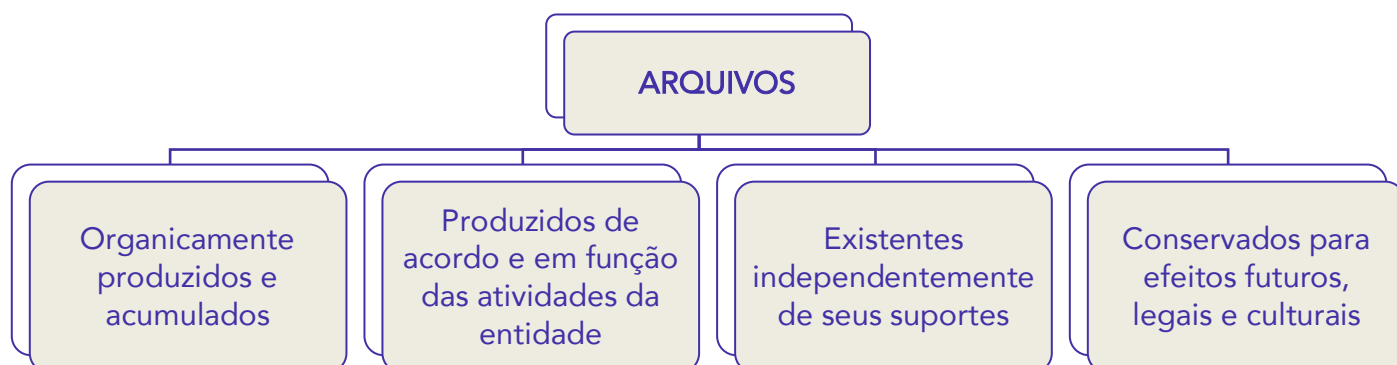 ARQUIVOS
Organicamente
produzidos e
acumulados
Produzidos de
acordo e em função
das atividades da
entidade
Existentes
independentemente
de seus suportes
Conservados para
efeitos futuros,
legais e culturais